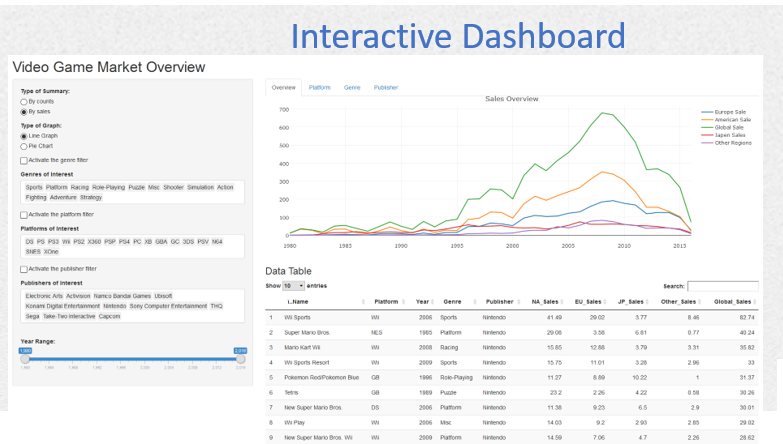 Interactive Dashboard
Video Game Market Overview
Type of Summary:
By counts
By sales
Type of Graph:
Line Graph
Pie Chart
Activate the genre filter
Genres of Interest
Sports Platform Racing Role-Playing Puzzle Misc Shooter Simulation Action
Fighting Adventure Strategy
Activate the platform filter
Platforms of Interest
DS PS PS3 Wii PS2 X360 PSP PS4 PC XB GBA GC 3DS PSV N64
SNES XOne
Activate the publisher filter
Publishers of Interest
Electronic Arts Activision Namco Bandai Games Ubisoft
Konami Digital Entertainment Nintendo Sony Computer Entertainment THQ
Sega Take-Two Interactive Capcom
Year Range:
1,980 2,016
Overview Platform Genre Publisher
Sales Overview
700
600
500
400
300
200
100
0
1980 1985 1990 1995 2000 2005 2010 2015
Europe Sale
American Sale
Global Sale
Japen Sales
Other Regions
Data Table
Show 10 entries Search:
Name Platform Year Genre Publisher NA_Sales EU_Sales JP_Sales Other_Sales Global_Sales
1 Wii Sports Wii 2006 Sports Nintendo 41.49 29.02 3.77 8.46 82.74
2 Super Mario Bros. NES 1985 Platform Nintendo 29.08 3.58 6.81 0.77 40.24
3 Mario Kart Wii Wii 2008 Racing Nintendo 15.85 12.88 3.79 3.31 35.82
4 Wii Sports Resort Wii 2009 Sports Nintendo 15.75 11.01 3.28 2.96 33
5 Pokemon Red/Pokemon Blue GB 1996 Role-Playing Nintendo 11.27 8.89 10.22 1 31.37
6 Tetris GB 1989 Puzzle Nintendo 23.2 2.26 4.22 0.58 30.26
7 New Super Mario Bros. DS 2006 Platform Nintendo 11.38 9.23 6.5 2.9 30.01
8 Wii Play Wii 2006 Misc Nintendo 14.03 9.2 2.93 2.85 29.02
9 New Super Mario Bros. Wii Wii 2009 Platform Nintendo 14.59 7.06 4.7 2.26 28.62